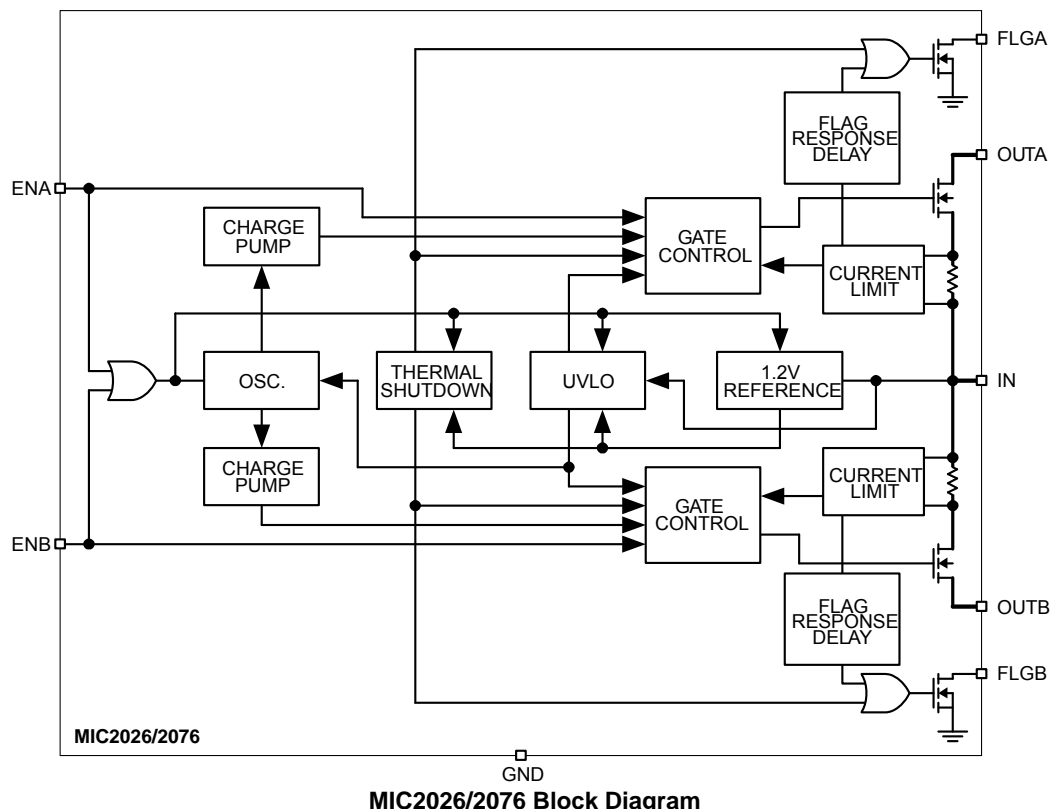 FLGA
FLAG
RESPONSE
DELAY
OUTA
ENA
CHARGE
PUMP
GATE
CONTROL
CURRENT
LIMIT
OSC.
THERMAL
SHUTDOWN
UVLO
1.2V
REFERENCE
IN
CHARGE
PUMP
CURRENT
LIMIT
GATE
CONTROL
ENB
FLAG
RESPONSE
DELAY
OUTB
FLGB
MIC2026/2076
GND
MIC2026/2076 Block Diagram